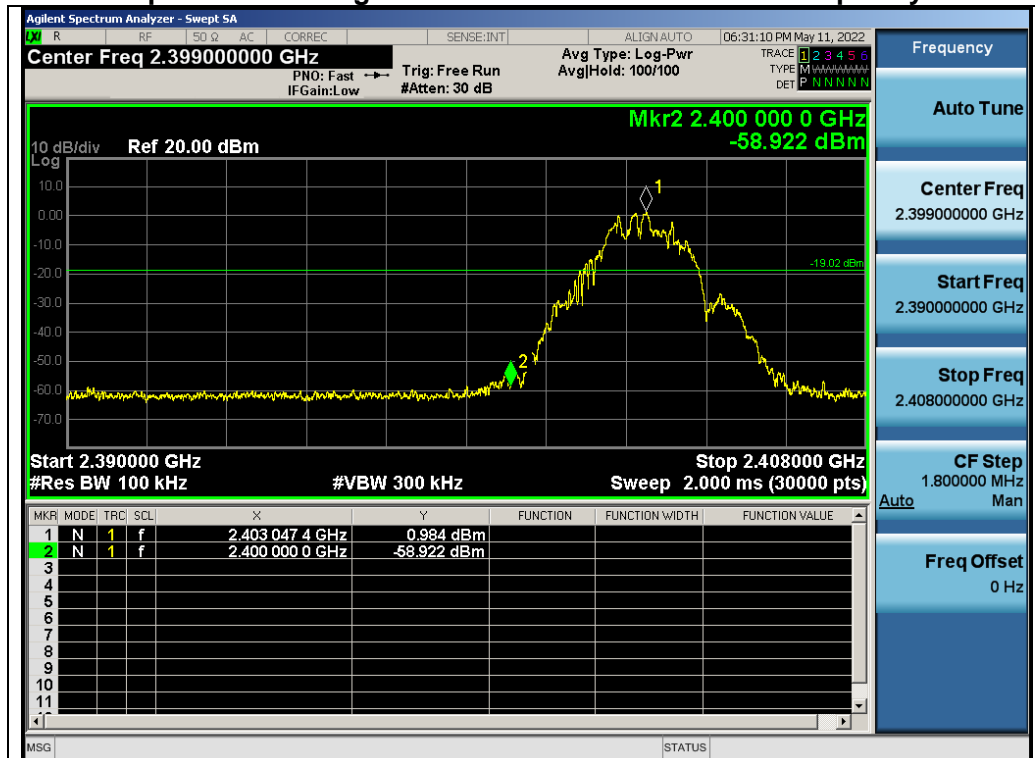 Agilent Spectrum Analyzer - Swept SA
LXI R RF 50 Ω AC CORREC SENSE:INT ALIGN AUTO 06:31:10 PM May 11, 2022
Center Freq 2.399000000 GHz
PNO: Fast
IFGain:Low
Trig: Free Run
#Atten: 30 dB
Avg Type: Log-Pwr
Avg|Hold: 100/100
TRACE 1 2 3 4 5 6
TYPE M
DET P N N N N N
Mkr2 2.400 000 0 GHz
-58.922 dBm
10 dB/div Ref 20.00 dBm
Log
10.0
0.00
-10.0
-20.0
-30.0
-40.0
-50.0
-60.0
-70.0
1
2
-19.02 dBm
Start 2.390000 GHz Stop 2.408000 GHz
#Res BW 100 kHz #VBW 300 kHz Sweep 2.000 ms (30000 pts)
MKR MODE TRC SCL X Y FUNCTION FUNCTION WIDTH FUNCTION VALUE
1 N 1 f 2.403 047 4 GHz 0.984 dBm
2 N 1 f 2.400 000 0 GHz -58.922 dBm
3
4
5
6
7
8
9
10
11
MSG STATUS
Frequency
Auto Tune
Center Freq
2.399000000 GHz
Start Freq
2.390000000 GHz
Stop Freq
2.408000000 GHz
CF Step
1.800000 MHz
Auto Man
Freq Offset
0 Hz